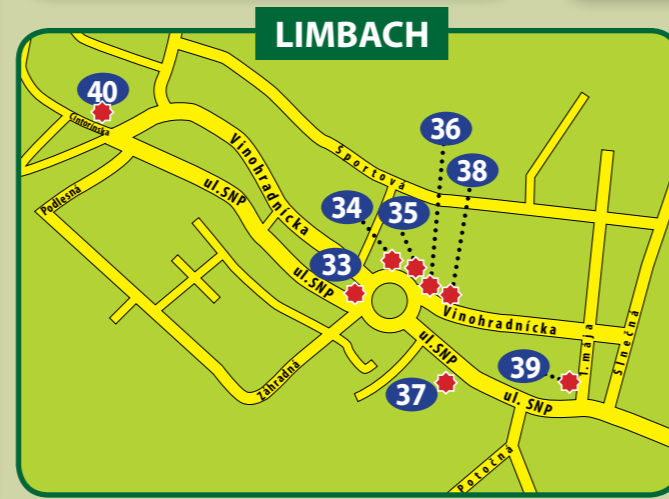 LIMBACH
40
Cintorínska
36
Vinohradnícka
Športová
38
ul.SNP
Podlesná
34
35
33
ul.SNP
Vinohradnícka
ul.SNP
1. mája
Slnečná
39
Záhradná
37
ul. SNP
Potočná